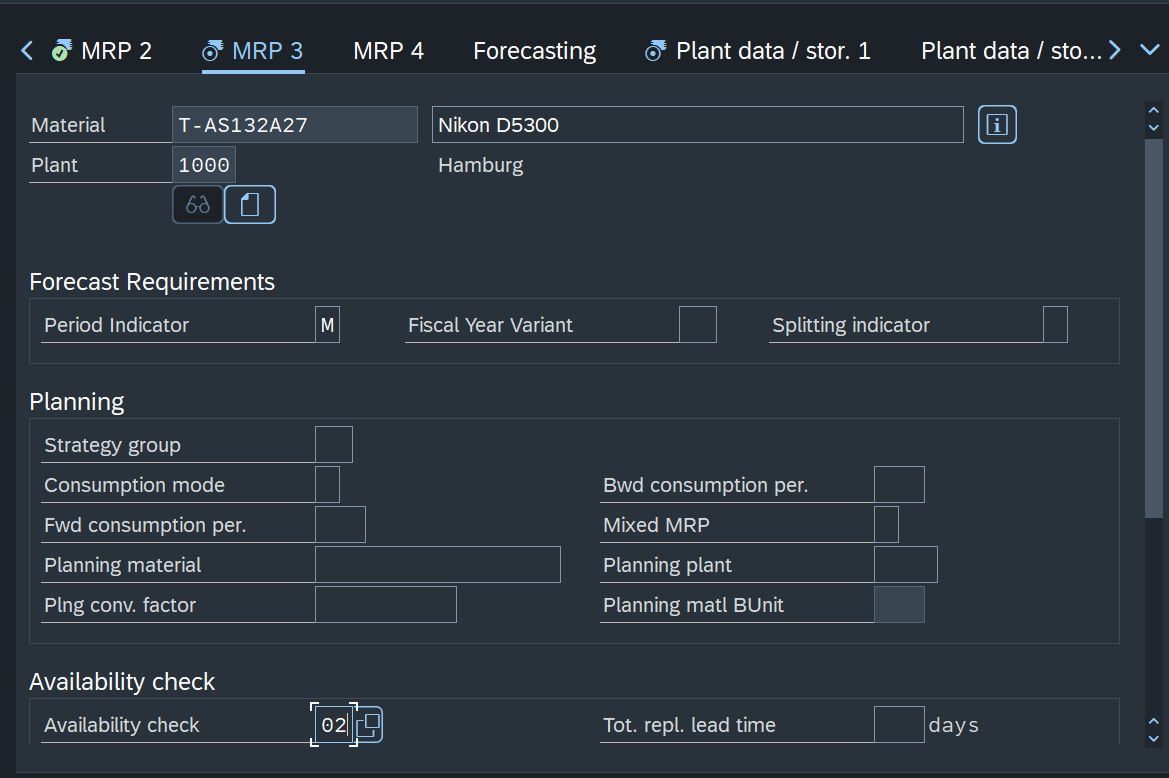 MRP 2 MRP 3 MRP 4 Forecasting Plant data / stor. 1 Plant data / sto...
Material T-AS132A27 Nikon D5300
Plant 1000 Hamburg
Forecast Requirements
Period Indicator M Fiscal Year Variant Splitting indicator
Planning
Strategy group
Consumption mode Bwd consumption per.
Fwd consumption per. Mixed MRP
Planning material Planning plant
Plng conv. factor Planning matl BUnit
Availability check
Availability check 02 Tot. repl. lead time days